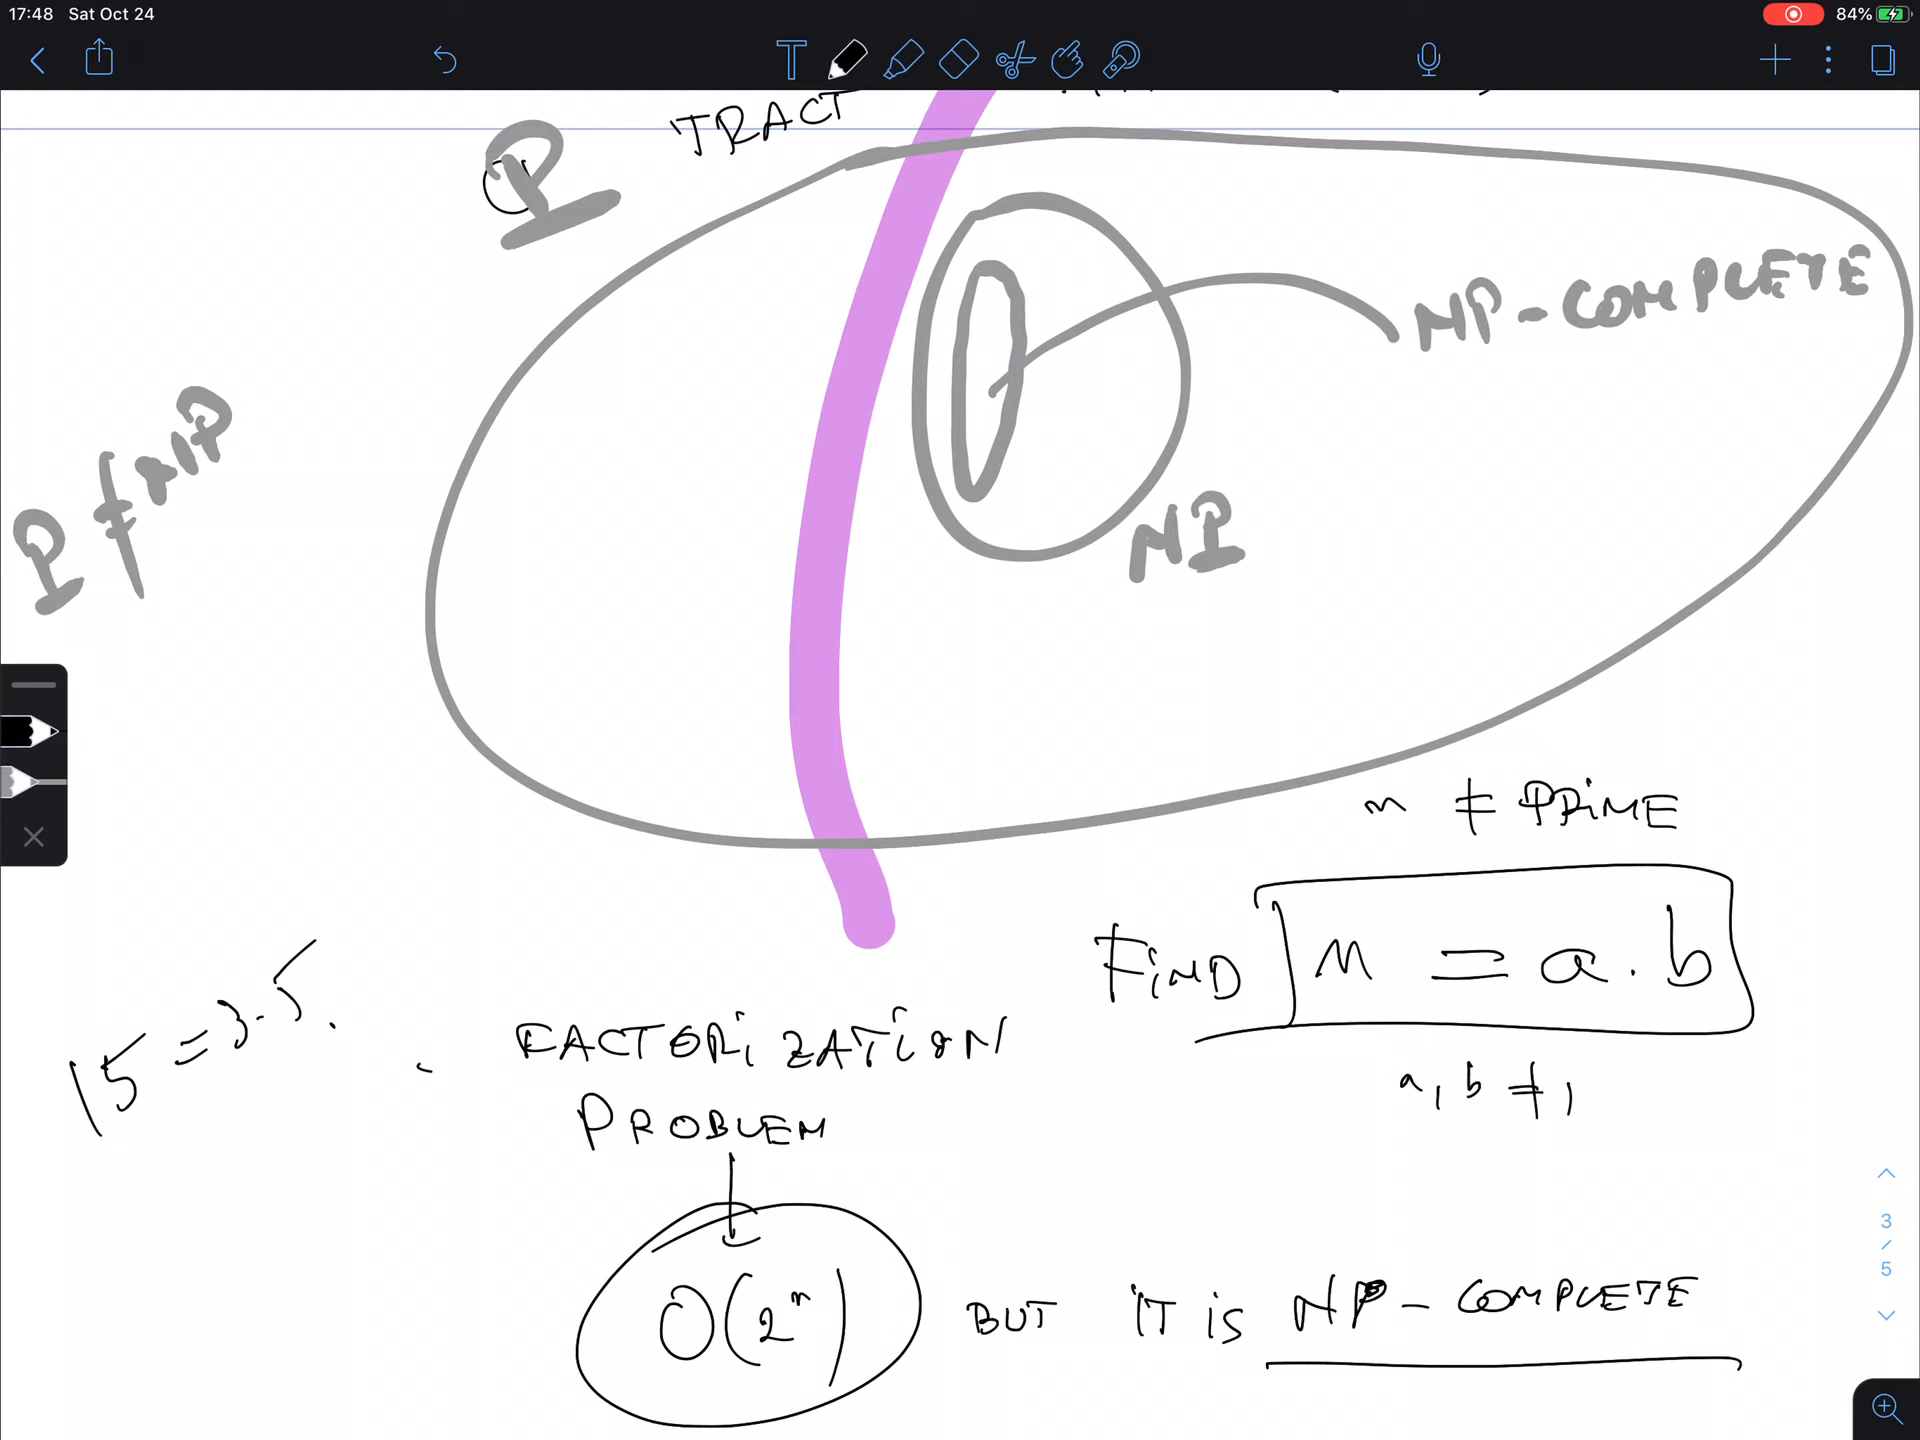 17:48 Sat Oct 24
84%
TRACT
P
NP-COMPLETE
P ≠ NP
NP
n ≠ PRIME
FIND n = a . b
a, b ≠ 1
15 = 3.5.
FACTORIZATION
PROBLEM
O(2ⁿ) BUT IT IS NP-COMPLETE
3
/
5